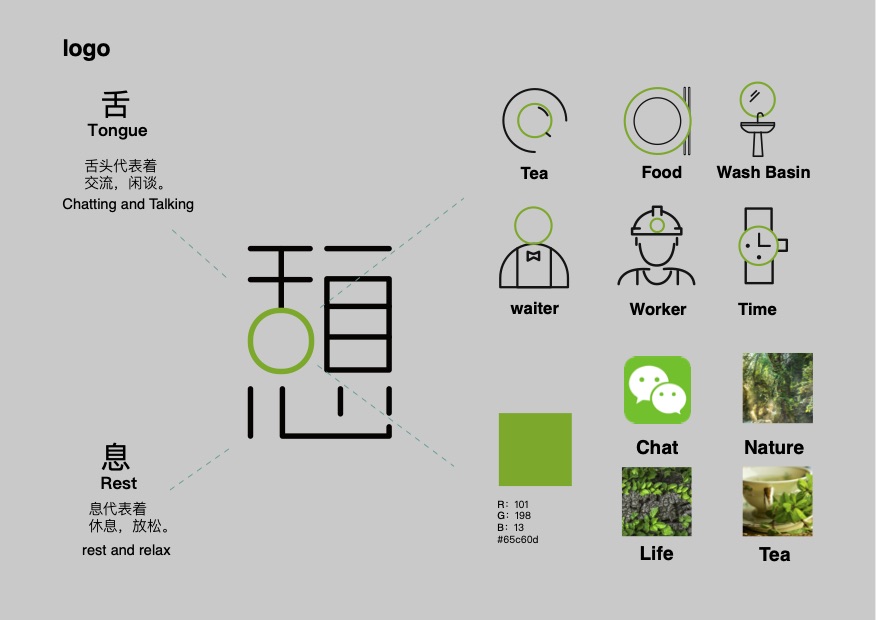 logo
舌
Tongue
舌头代表着
交流，闲谈。
Chatting and Talking
息
Rest
息代表着
休息，放松。
rest and relax
憩
Tea
Food
Wash Basin
waiter
Worker
Time
R：101
G：198
B：13
#65c60d
Chat
Nature
Life
Tea